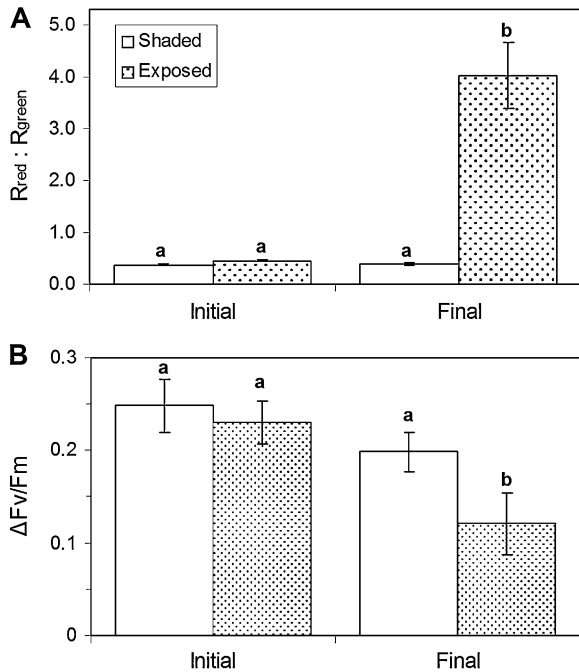 A
5.0
4.0
3.0
2.0
1.0
0.0
Rred : Rgreen
Shaded
Exposed
a
a
a
b
Initial
Final
B
0.3
0.2
0.1
0
ΔFv/Fm
a
a
a
b
Initial
Final